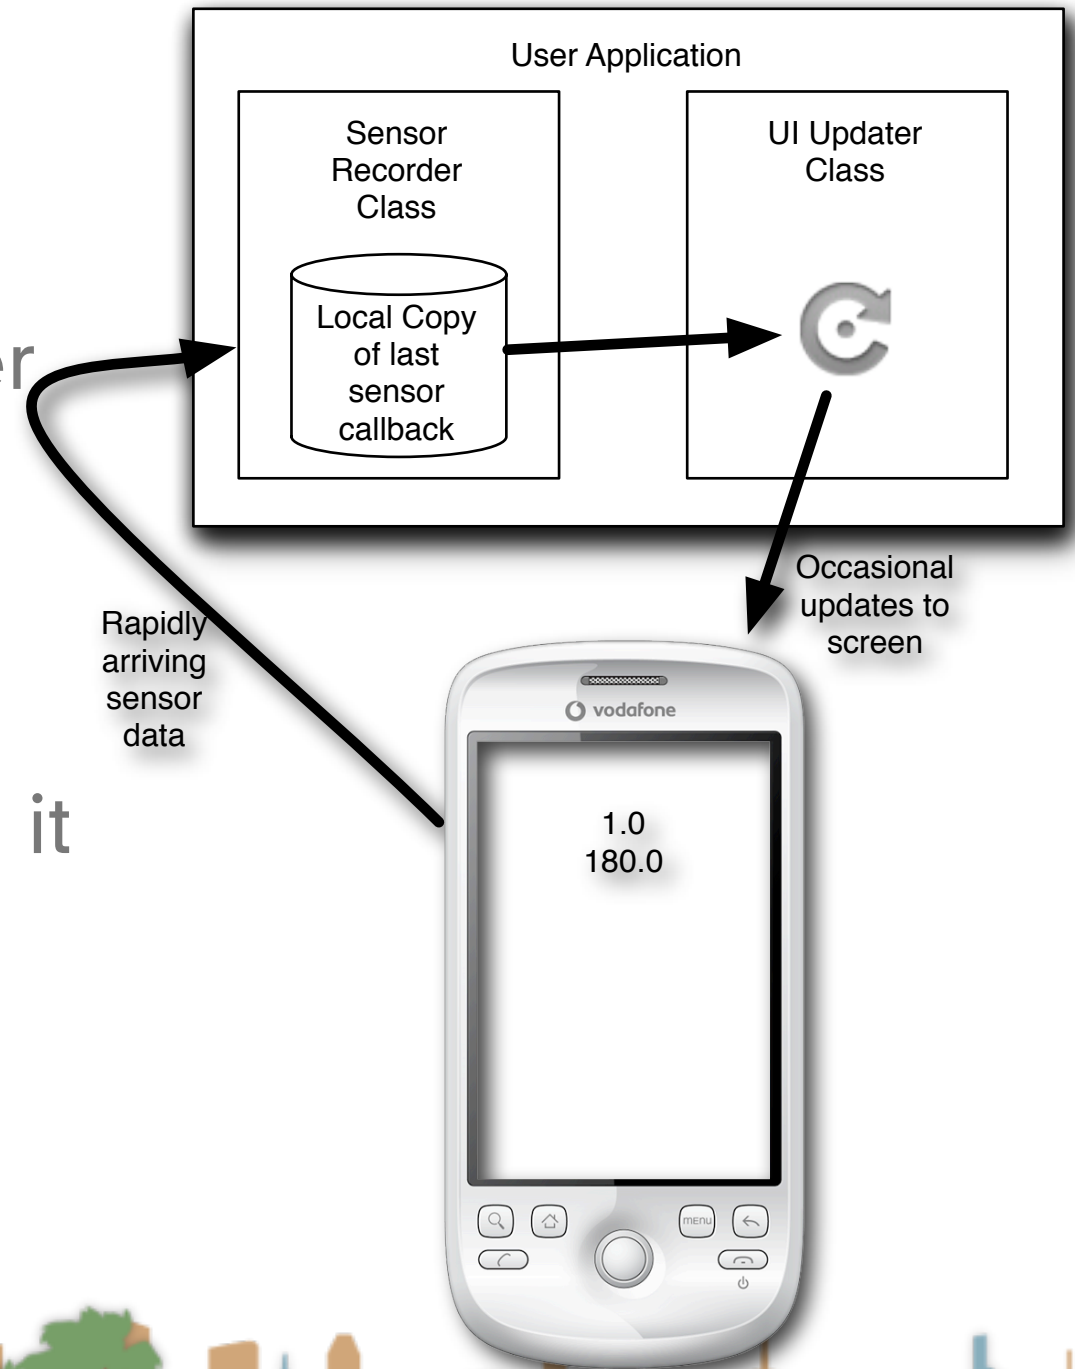 User Application
Sensor
Recorder
Class
UI Updater
Class
Local Copy
of last
sensor
callback
er
Occasional
updates to
screen
Rapidly
arriving
sensor
data
vodafone
it
1.0
180.0
MENU